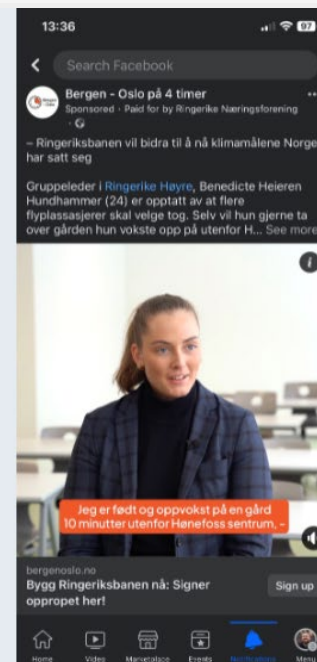 13:36
97
Search Facebook
Bergen - Oslo på 4 timer
Sponsored · Paid for by Ringerike Næringsforening
– Ringeriksbanen vil bidra til å nå klimamålene Norge
har satt seg
Gruppeleder i Ringerike Høyre, Benedicte Heieren
Hundhammer (24) er opptatt av at flere
flyplassasjerer skal velge tog. Selv vil hun gjerne ta
over gården hun vokste opp på utenfor H... See more
Jeg er født og oppvokst på en gård
10 minutter utenfor Hønefoss sentrum, -
bergenoslo.no
Bygg Ringeriksbanen nå: Signer
oppropet her!
Sign up
Home
Video
Marketplace
Events
Notifications
Menu